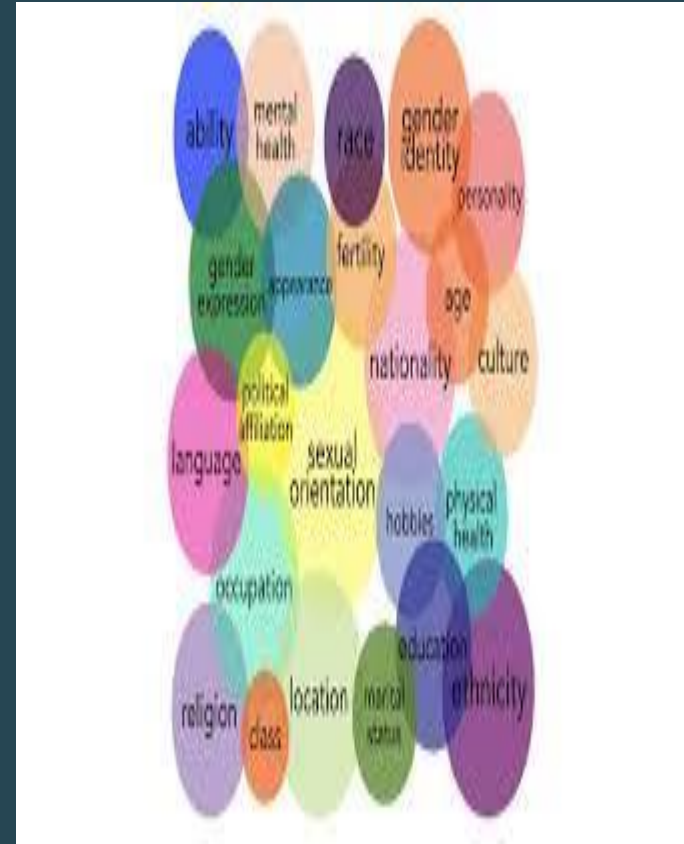 ability
mental
health
race
gender
identity
personality
gender
expression
appearance
fertility
age
nationality
culture
political
affiliation
language
sexual
orientation
hobbies
physical
health
occupation
education
religion
class
location
marital
status
ethnicity